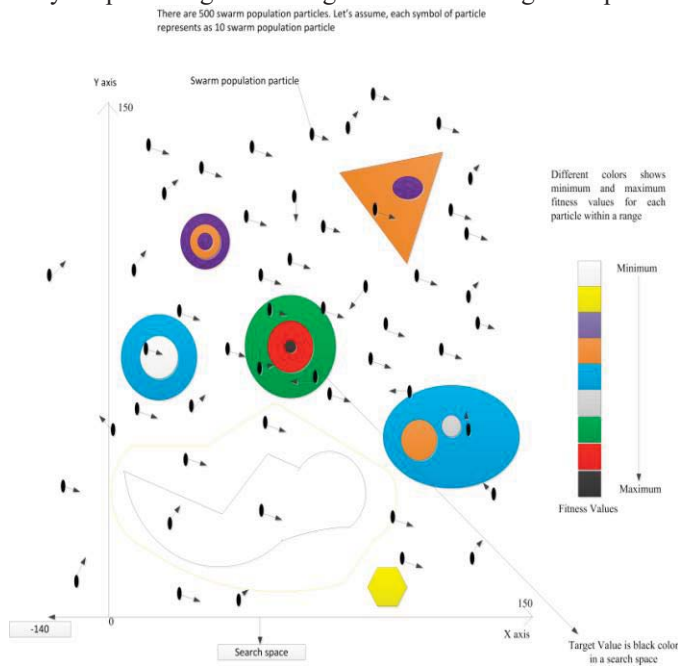 There are 500 swarm population particles. Let's assume, each symbol of particle
represents as 10 swarm population particle
Y axis
Swarm population particle
150
Different colors shows
minimum and maximum
fitness values for each
particle within a range
Minimum
Maximum
Fitness Values
150
-140
0
X axis
Search space
Target Value is black color
in a search space